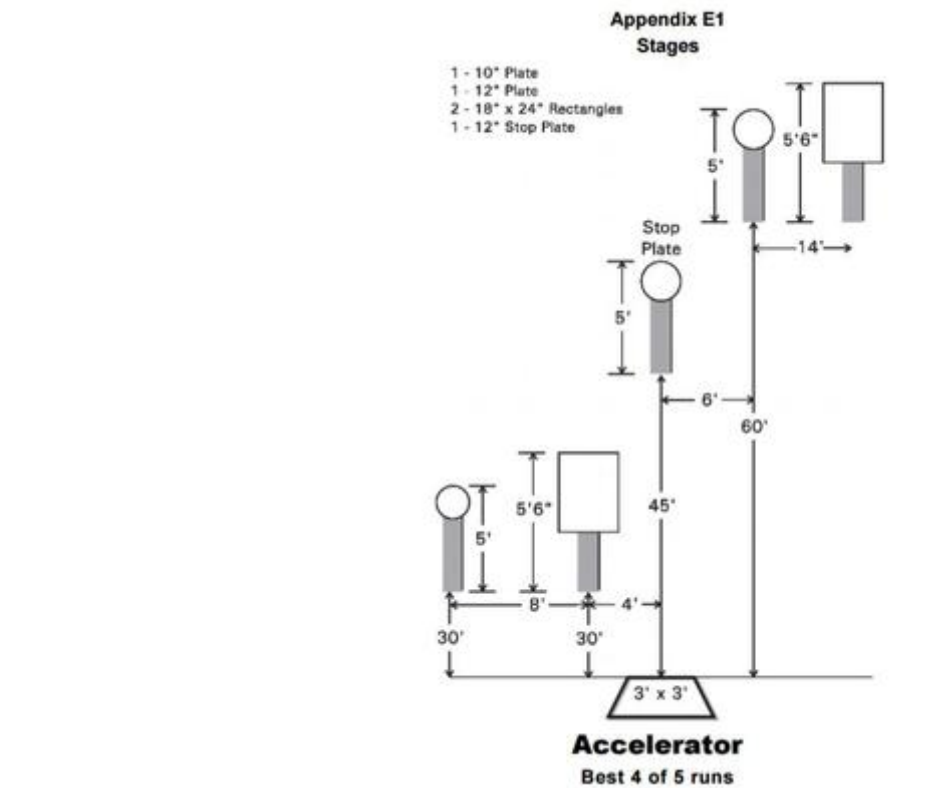 Appendix E1
Stages
1 - 10" Plate
1 - 12" Plate
2 - 18" x 24" Rectangles
1 - 12" Stop Plate
5'
5'6"
14'
Stop
Plate
5'
6'
60'
5'6"
45'
5'
8'
4'
30'
30'
3' x 3'
Accelerator
Best 4 of 5 runs